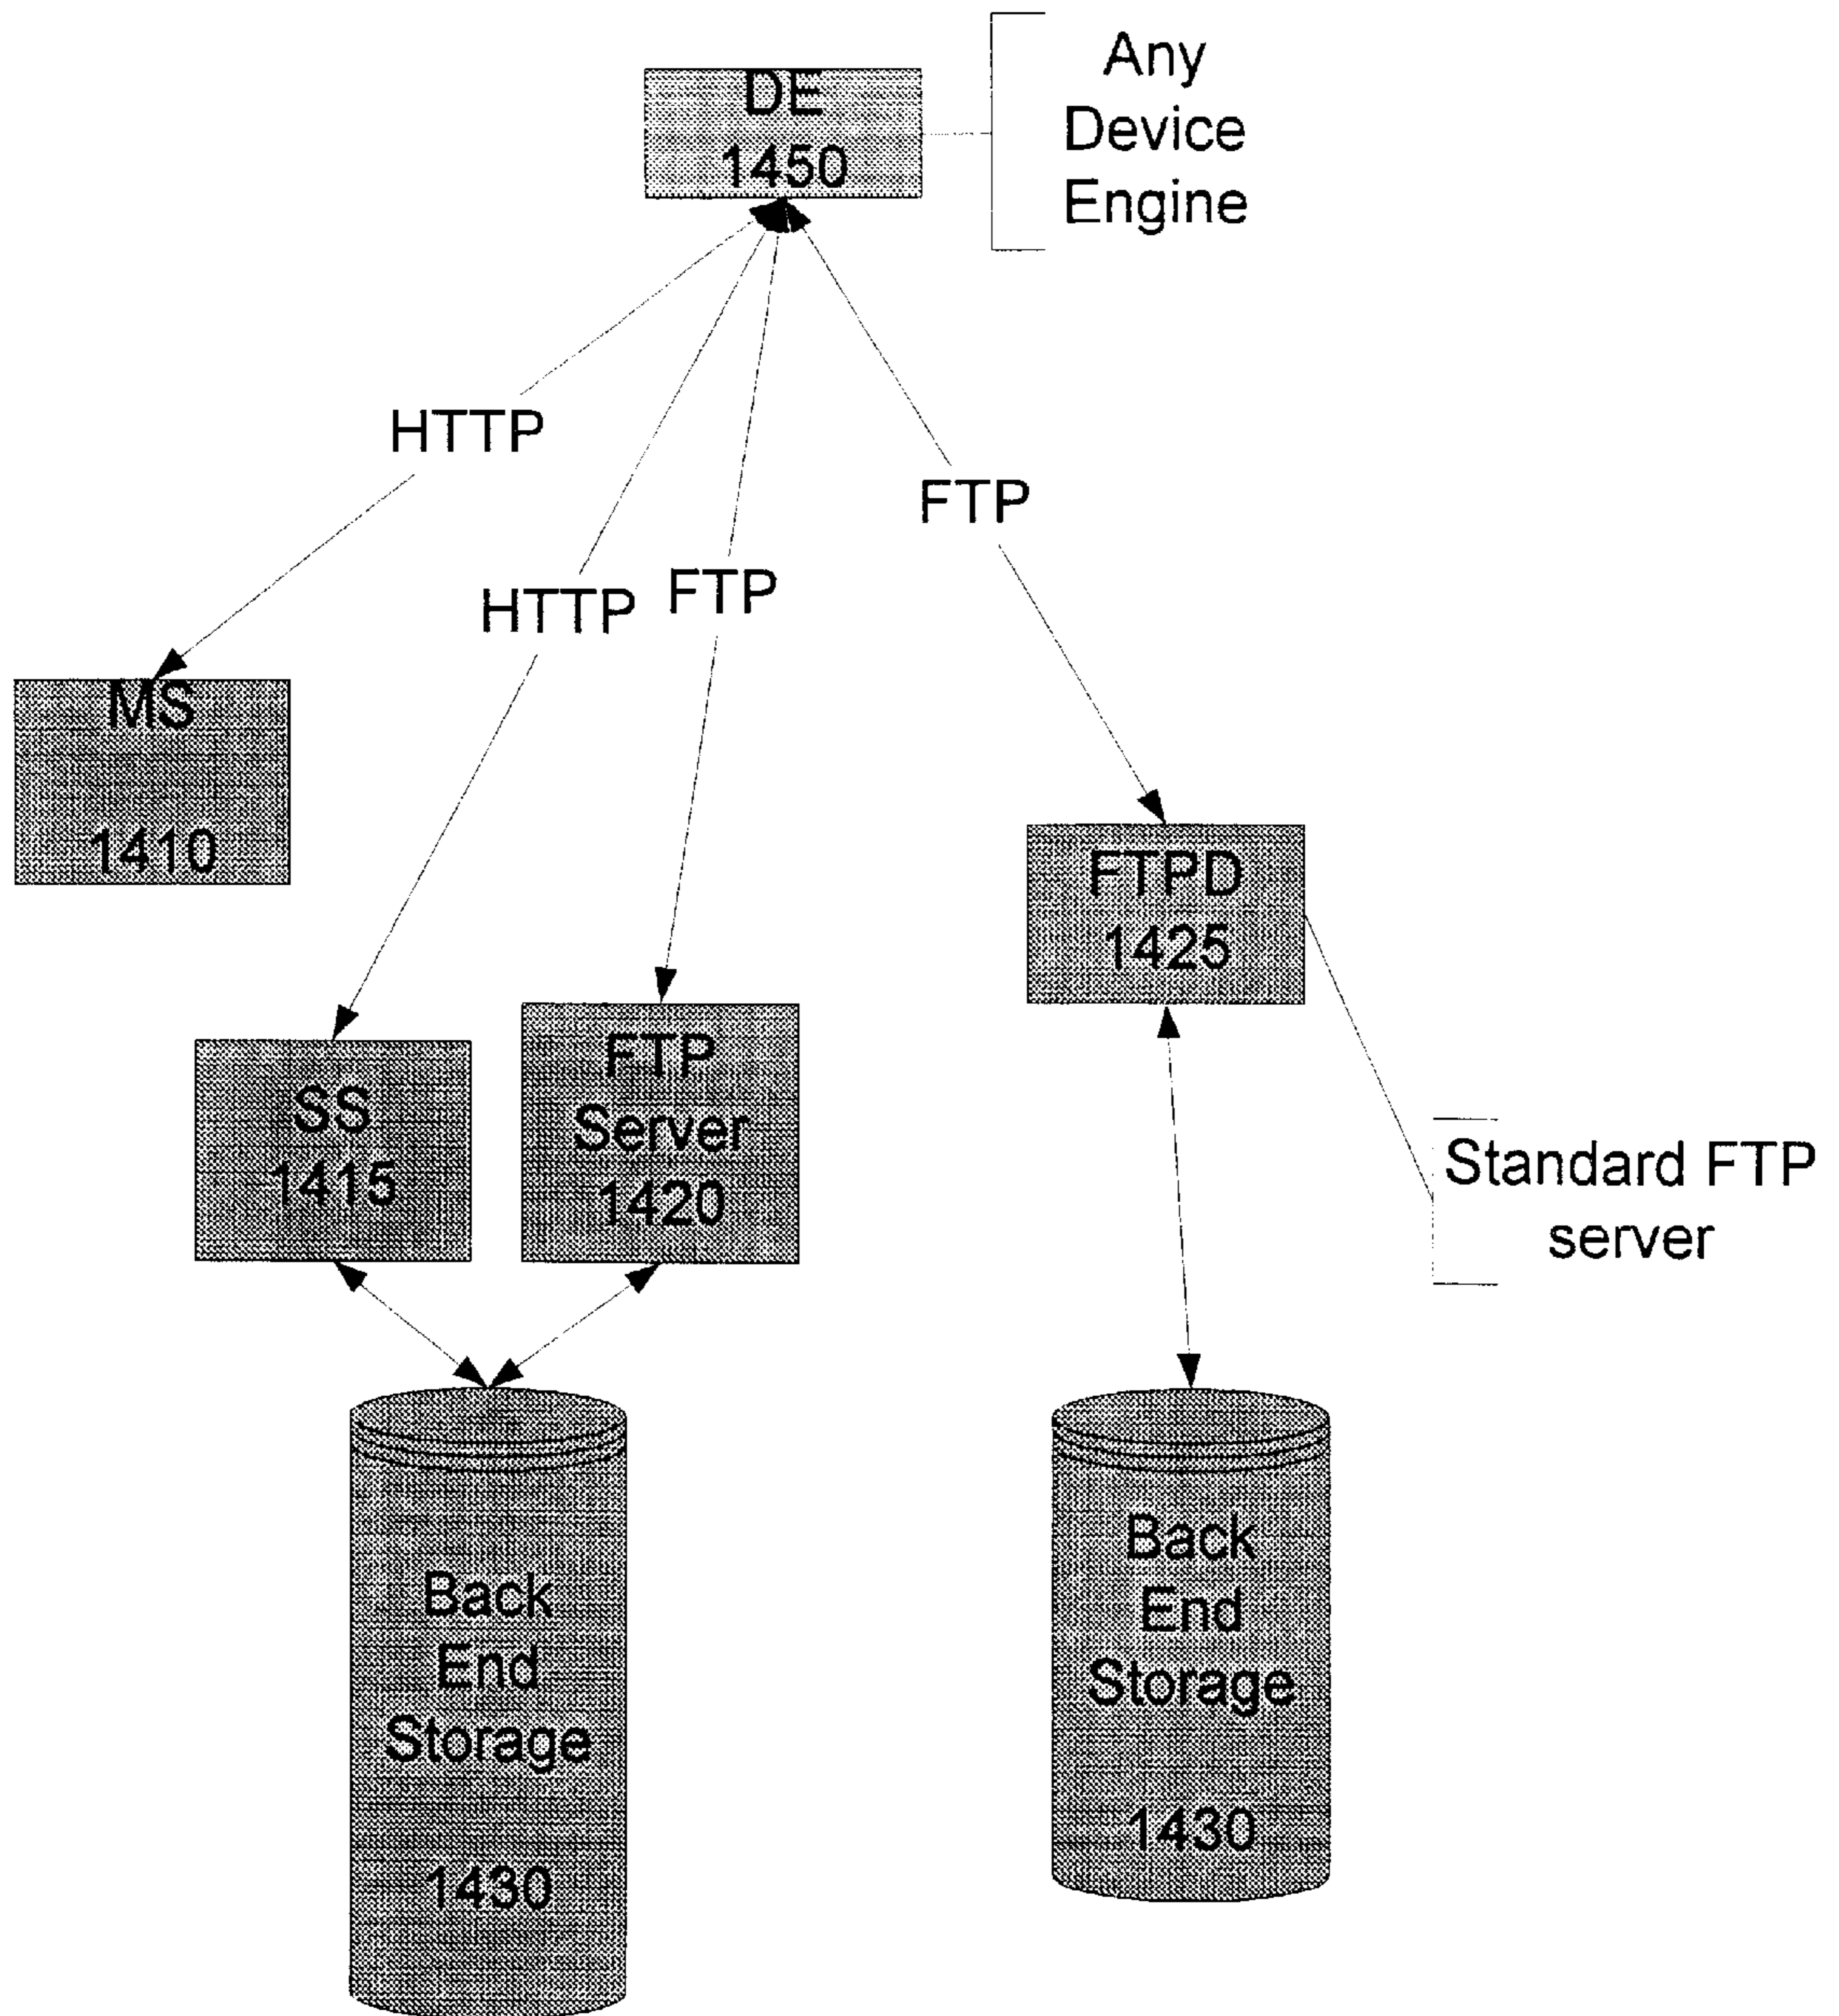 DE
1450
Any
Device
Engine
HTTP
FTP
HTTP
FTP
MS
1410
FTPD
1425
SS
1415
FTP
Server
1420
Standard FTP
server
Back
End
Storage
1430
Back
End
Storage
1430